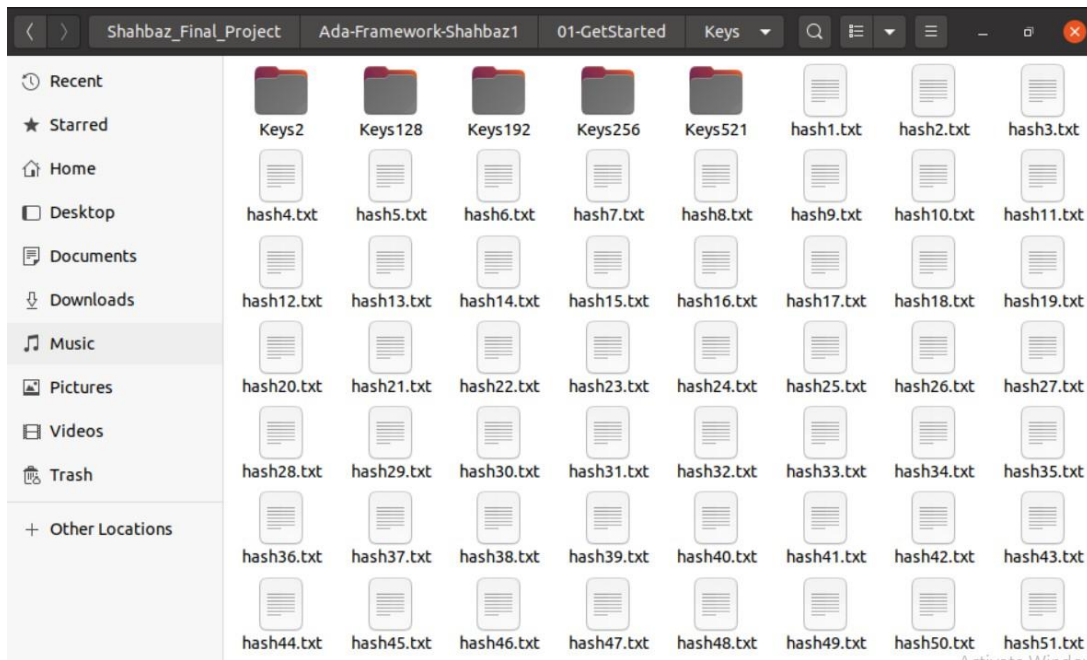 Shahbaz_Final_Project Ada-Framework-Shahbaz1 01-GetStarted Keys
Recent
Starred
Home
Desktop
Documents
Downloads
Music
Pictures
Videos
Trash
+ Other Locations
Keys2 Keys128 Keys192 Keys256 Keys521 hash1.txt hash2.txt hash3.txt
hash4.txt hash5.txt hash6.txt hash7.txt hash8.txt hash9.txt hash10.txt hash11.txt
hash12.txt hash13.txt hash14.txt hash15.txt hash16.txt hash17.txt hash18.txt hash19.txt
hash20.txt hash21.txt hash22.txt hash23.txt hash24.txt hash25.txt hash26.txt hash27.txt
hash28.txt hash29.txt hash30.txt hash31.txt hash32.txt hash33.txt hash34.txt hash35.txt
hash36.txt hash37.txt hash38.txt hash39.txt hash40.txt hash41.txt hash42.txt hash43.txt
hash44.txt hash45.txt hash46.txt hash47.txt hash48.txt hash49.txt hash50.txt hash51.txt